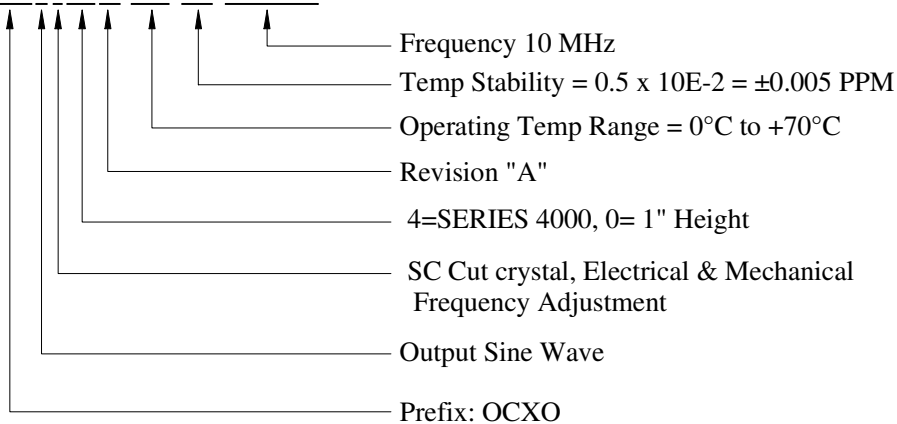 Frequency 10 MHz
Temp Stability = 0.5 x 10E-2 = ±0.005 PPM
Operating Temp Range = 0°C to +70°C
Revision "A"
4=SERIES 4000, 0= 1" Height
SC Cut crystal, Electrical & Mechanical
Frequency Adjustment
Output Sine Wave
Prefix: OCXO